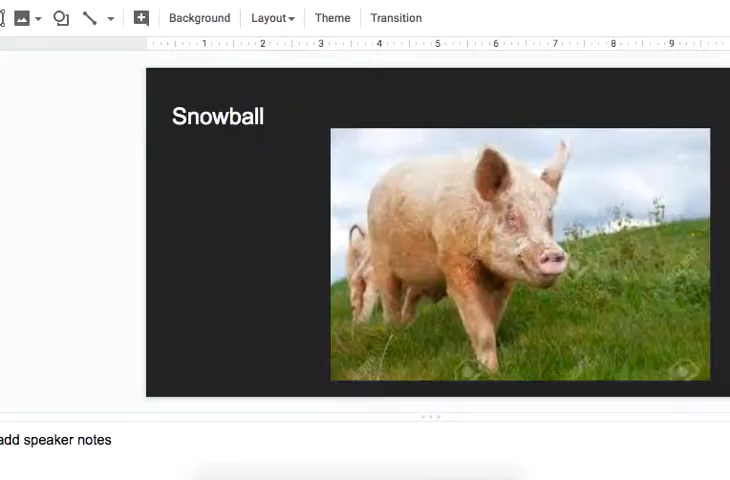 Background Layout Theme Transition
1 2 3 4 5 6 7 8 9
Snowball
add speaker notes